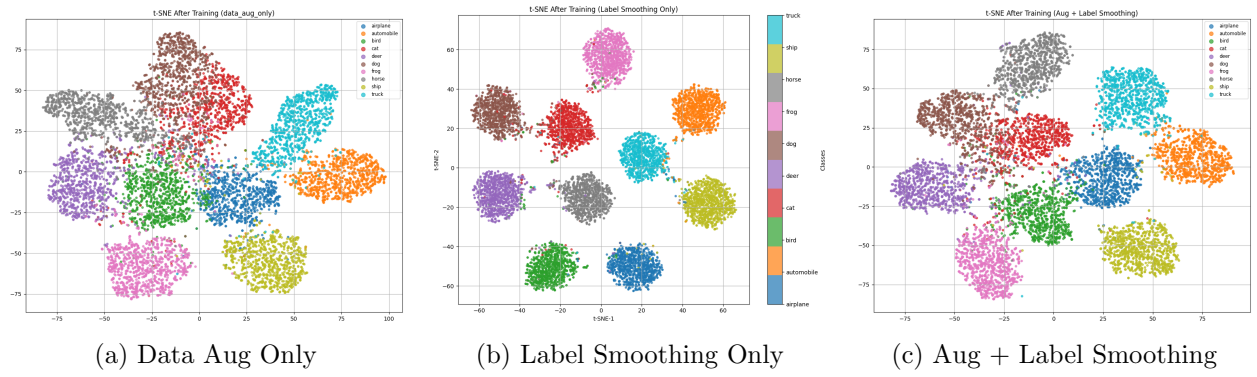 t-SNE After Training (data_aug_only)
airplane
automobile
bird
cat
deer
dog
frog
horse
ship
truck
75
50
25
0
−25
−50
−75
−75
−50
−25
0
25
50
75
100
(a) Data Aug Only
t-SNE After Training (Label Smoothing Only)
t-SNE-2
60
40
20
0
−20
−40
−60
−60
−40
−20
0
20
40
60
t-SNE-1
truck
ship
horse
frog
dog
deer
cat
bird
automobile
airplane
Classes
(b) Label Smoothing Only
t-SNE After Training (Aug + Label Smoothing)
airplane
automobile
bird
cat
deer
dog
frog
horse
ship
truck
75
50
25
0
−25
−50
−75
−75
−50
−25
0
25
50
75
(c) Aug + Label Smoothing